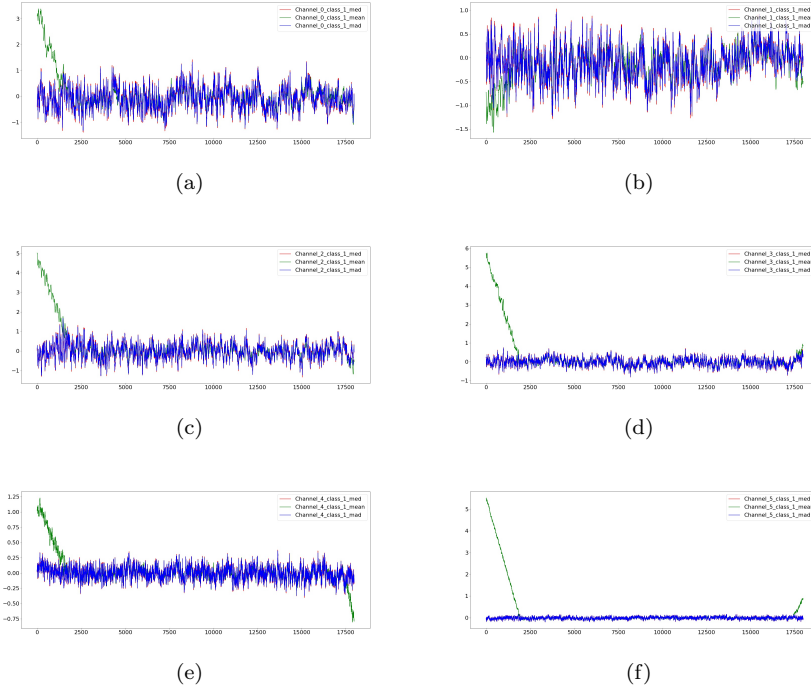 Channel_0_class_1_med
Channel_0_class_1_mean
Channel_0_class_1_mad
3
2
1
0
−1
0 2500 5000 7500 10000 12500 15000 17500
(a)
Channel_1_class_1_med
Channel_1_class_1_mean
Channel_1_class_1_mad
1.0
0.5
0.0
−0.5
−1.0
−1.5
0 2500 5000 7500 10000 12500 15000 17500
(b)
Channel_2_class_1_med
Channel_2_class_1_mean
Channel_2_class_1_mad
5
4
3
2
1
0
−1
0 2500 5000 7500 10000 12500 15000 17500
(c)
Channel_3_class_1_med
Channel_3_class_1_mean
Channel_3_class_1_mad
6
5
4
3
2
1
0
−1
0 2500 5000 7500 10000 12500 15000 17500
(d)
Channel_4_class_1_med
Channel_4_class_1_mean
Channel_4_class_1_mad
1.25
1.00
0.75
0.50
0.25
0.00
−0.25
−0.50
−0.75
0 2500 5000 7500 10000 12500 15000 17500
(e)
Channel_5_class_1_med
Channel_5_class_1_mean
Channel_5_class_1_mad
5
4
3
2
1
0
0 2500 5000 7500 10000 12500 15000 17500
(f)